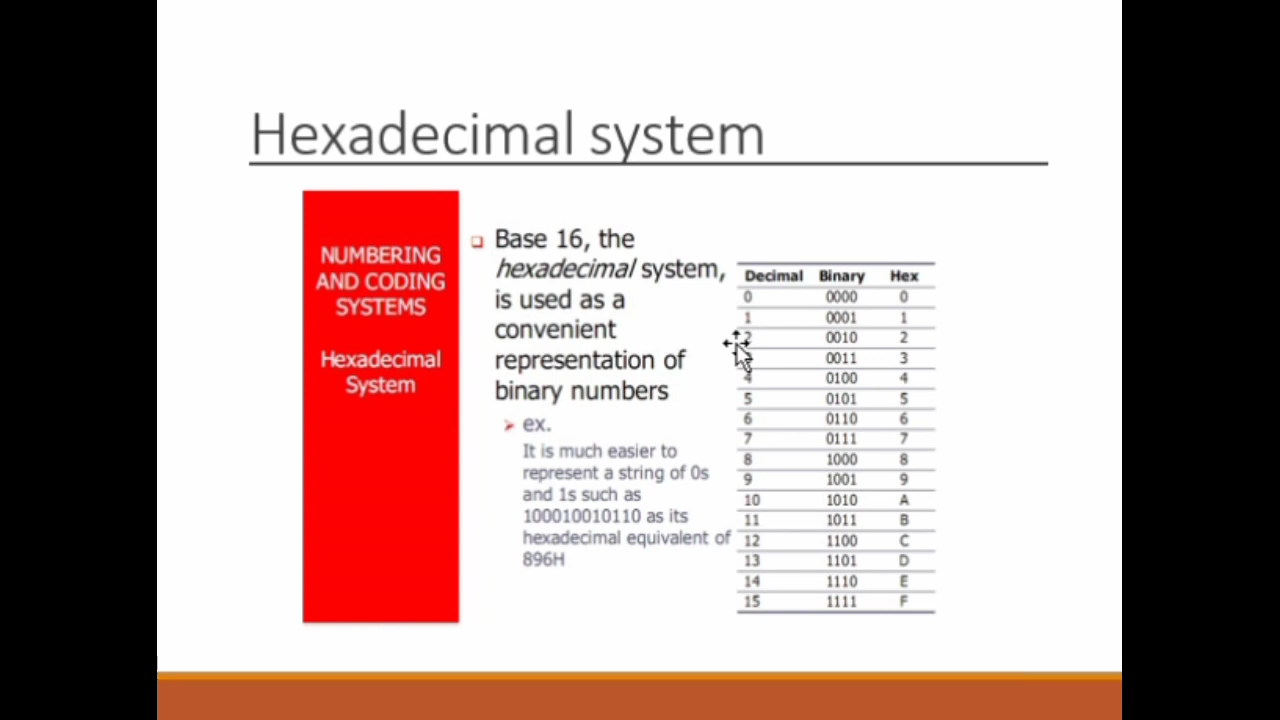 Hexadecimal system
NUMBERING
AND CODING
SYSTEMS
Hexadecimal
System
Base 16, the
hexadecimal system,
is used as a
convenient
representation of
binary numbers
ex.
It is much easier to
represent a string of 0s
and 1s such as
100010010110 as its
hexadecimal equivalent of
896H
Decimal Binary Hex
0 0000 0
1 0001 1
2 0010 2
0011 3
4 0100 4
5 0101 5
6 0110 6
7 0111 7
8 1000 8
9 1001 9
10 1010 A
11 1011 B
12 1100 C
13 1101 D
14 1110 E
15 1111 F